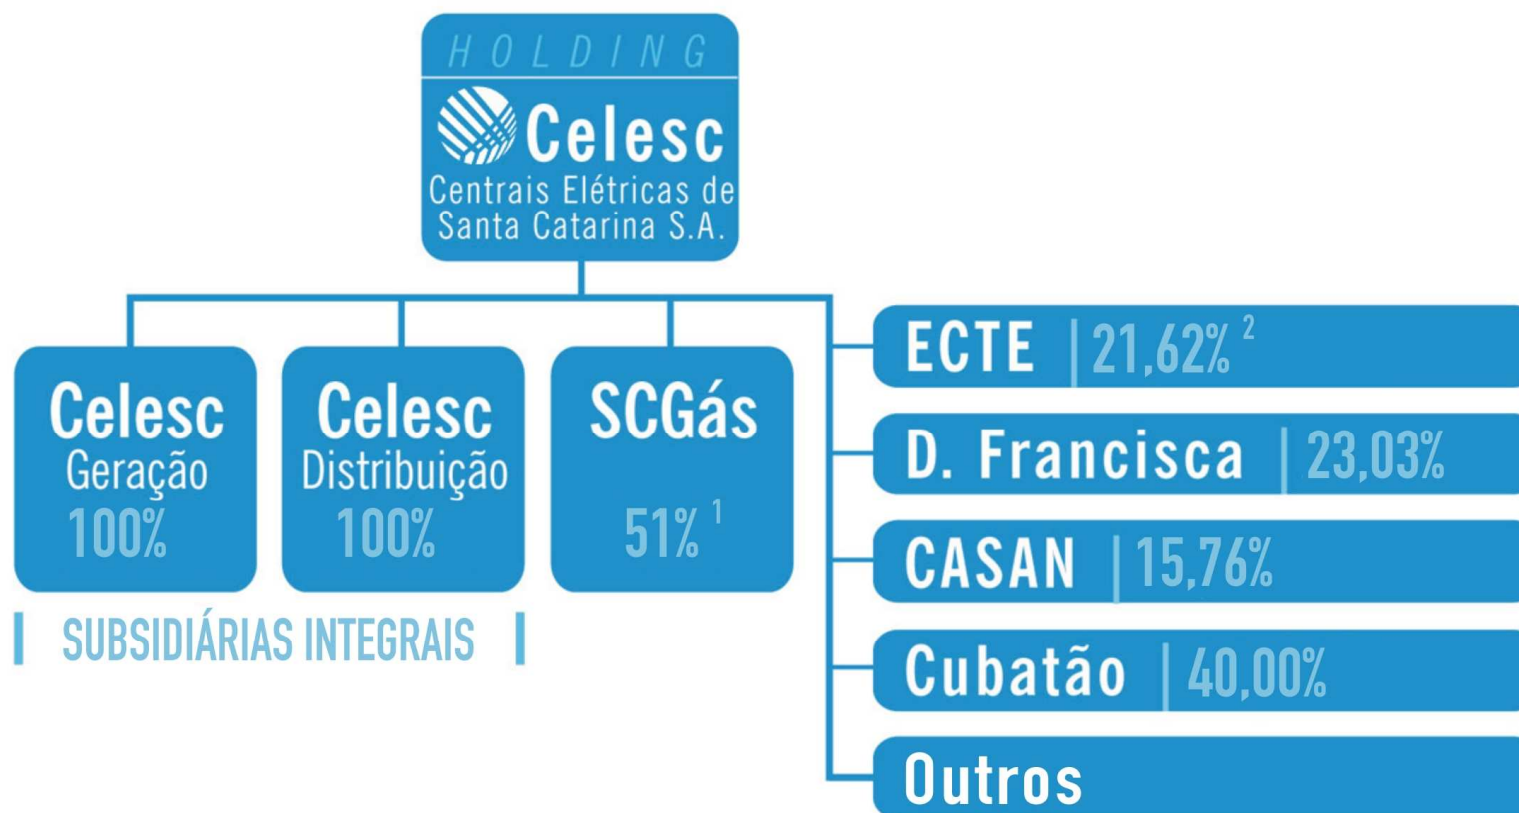 HOLDING
Celesc
Centrais Elétricas de
Santa Catarina S.A.
Celesc
Geração
100%
Celesc
Distribuição
100%
SCGás
51% 1
SUBSIDIÁRIAS INTEGRAIS
ECTE | 21,62% 2
D. Francisca | 23,03%
CASAN | 15,76%
Cubatão | 40,00%
Outros